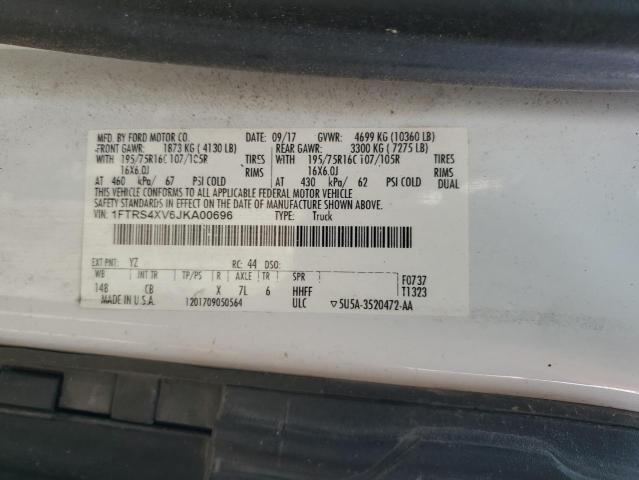 MFD. BY FORD MOTOR CO. DATE: 09/17 GVWR: 4699 KG (10360 LB)
FRONT GAWR: 1873 KG (4130 LB) REAR GAWR: 3300 KG (7275 LB)
WITH 195/75R16C 107/105R TIRES WITH 195/75R16C 107/105R TIRES
16X6.0J RIMS 16X6.0J RIMS
AT 460 kPa/ 67 PSI COLD AT 430 kPa/ 62 PSI COLD DUAL
THIS VEHICLE CONFORMS TO ALL APPLICABLE FEDERAL MOTOR VEHICLE
SAFETY STANDARDS IN EFFECT ON THE DATE OF MANUFACTURE SHOWN ABOVE.
VIN: 1FTRS4XV6JKA00696 TYPE: Truck
EXT PNT: YZ RC: 44 DSO:
WB INT TR TP/PS R AXLE TR SPR F0737
148 CB X 7L 6 HHFF T1323
MADE IN U.S.A. 1201709050564 ULC ▽5U5A-3520472-AA